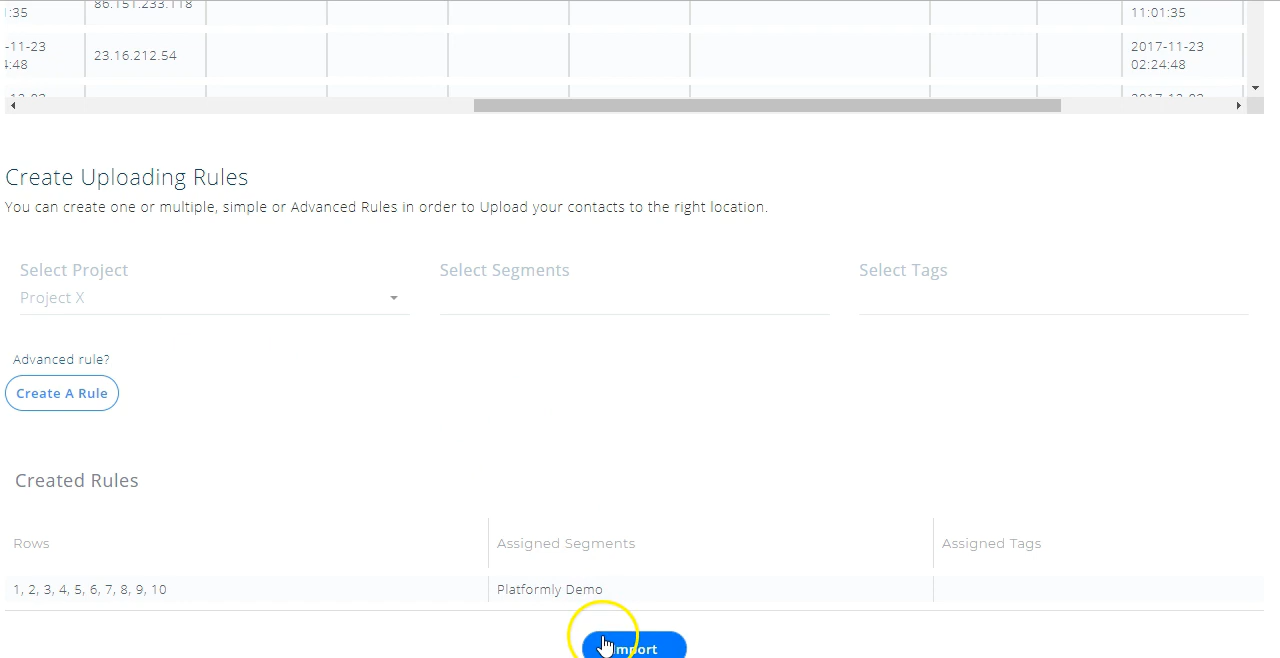 86.151.233.118
:35
11:01:35
-11-23
2017-11-23
23.16.212.54
:48
02:24:48
Create Uploading Rules
You can create one or multiple, simple or Advanced Rules in order to Upload your contacts to the right location.
Select Project
Select Segments
Select Tags
Project X
Advanced rule?
Create A Rule
Created Rules
Rows
Assigned Segments
Assigned Tags
1, 2, 3, 4, 5, 6, 7, 8, 9, 10
Platformly Demo
Import